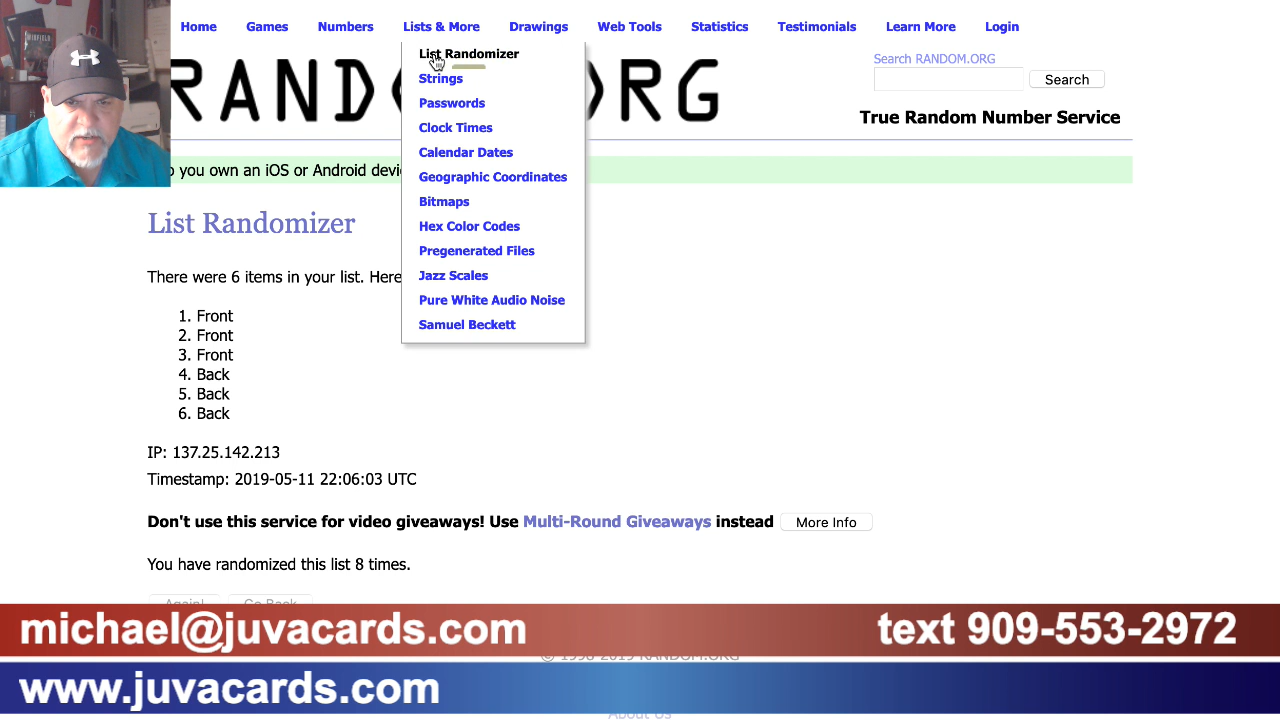 Home Games Numbers Lists & More Drawings Web Tools Statistics Testimonials Learn More Login
List Randomizer
Strings
Passwords
Clock Times
Calendar Dates
Geographic Coordinates
Bitmaps
Hex Color Codes
Pregenerated Files
Jazz Scales
Pure White Audio Noise
Samuel Beckett
RAND ORG
Search RANDOM.ORG
Search
True Random Number Service
you own an iOS or Android
List Randomizer
There were 6 items in your list. Here
1. Front
2. Front
3. Front
4. Back
5. Back
6. Back
IP: 137.25.142.213
Timestamp: 2019-05-11 22:06:03 UTC
Don't use this service for video giveaways! Use Multi-Round Giveaways instead More Info
You have randomized this list 8 times.
Again! Go Back
michael@juvacards.com text 909-553-2972
© 1998-2019 RANDOM.ORG
www.juvacards.com
About Us